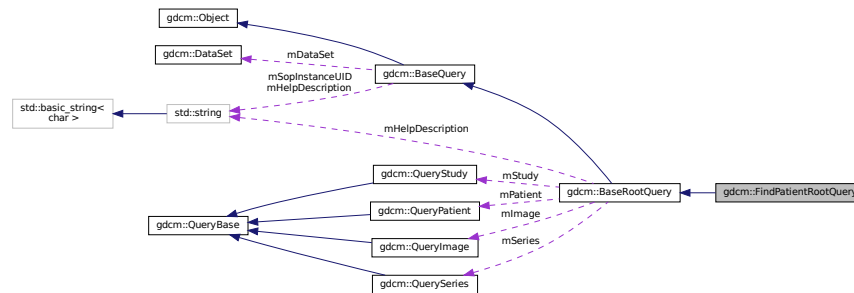 gdcm::Object
gdcm::DataSet
mDataSet
gdcm::BaseQuery
mSopInstanceUID
mHelpDescription
std::basic_string<
char >
std::string
mHelpDescription
gdcm::QueryStudy
mStudy
gdcm::BaseRootQuery
gdcm::FindPatientRootQuery
mPatient
gdcm::QueryPatient
mImage
gdcm::QueryBase
mSeries
gdcm::QueryImage
gdcm::QuerySeries